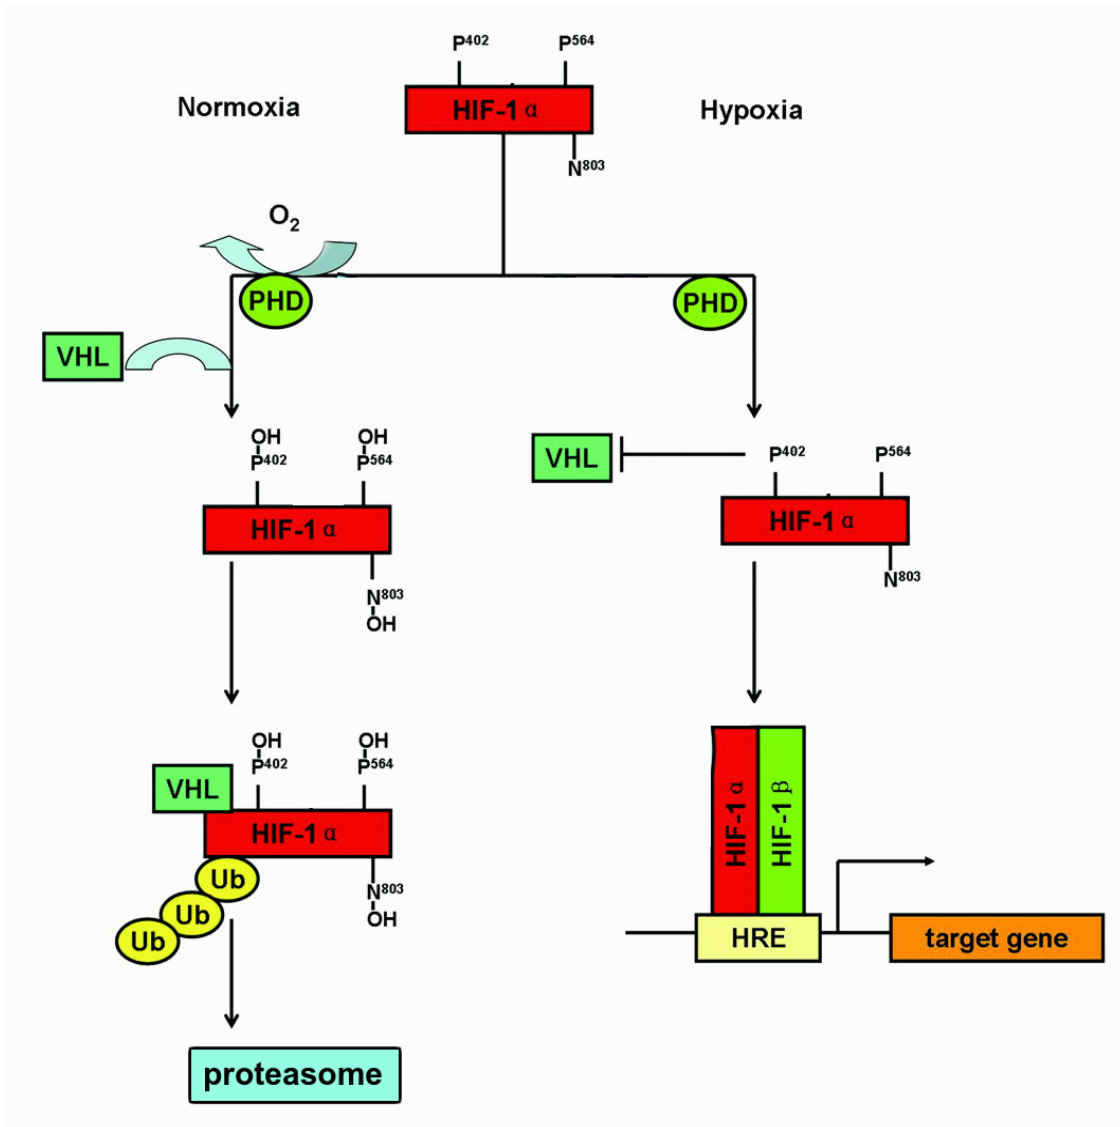 P402 P564
Normoxia HIF-1 α Hypoxia
N803
O2
PHD PHD
VHL
OH OH
P402 P564
VHL P402 P564
HIF-1 α HIF-1 α
N803
OH
N803
OH OH
P402 P564
VHL
HIF-1 α
HIF-1 α HIF-1 β
Ub N803
Ub OH
Ub
HRE target gene
proteasome